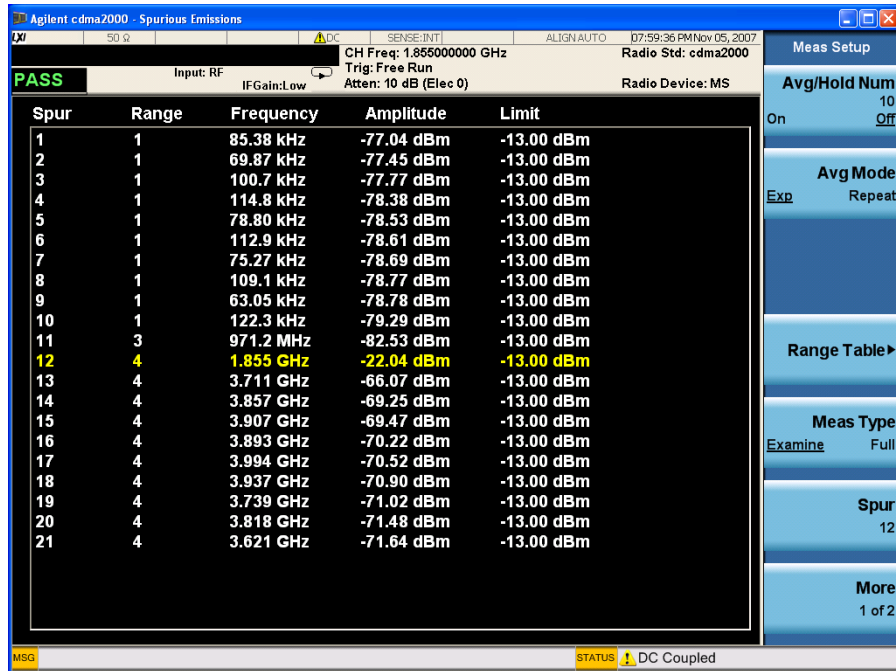 Agilent cdma2000 - Spurious Emissions
LXI 50 Ω DC SENSE:INT ALIGN AUTO 07:59:36 PM Nov 05, 2007
CH Freq: 1.855000000 GHz Radio Std: cdma2000
Input: RF Trig: Free Run
PASS IFGain:Low Atten: 10 dB (Elec 0) Radio Device: MS
Spur Range Frequency Amplitude Limit
1 1 85.38 kHz -77.04 dBm -13.00 dBm
2 1 69.87 kHz -77.45 dBm -13.00 dBm
3 1 100.7 kHz -77.77 dBm -13.00 dBm
4 1 114.8 kHz -78.38 dBm -13.00 dBm
5 1 78.80 kHz -78.53 dBm -13.00 dBm
6 1 112.9 kHz -78.61 dBm -13.00 dBm
7 1 75.27 kHz -78.69 dBm -13.00 dBm
8 1 109.1 kHz -78.77 dBm -13.00 dBm
9 1 63.05 kHz -78.78 dBm -13.00 dBm
10 1 122.3 kHz -79.29 dBm -13.00 dBm
11 3 971.2 MHz -82.53 dBm -13.00 dBm
12 4 1.855 GHz -22.04 dBm -13.00 dBm
13 4 3.711 GHz -66.07 dBm -13.00 dBm
14 4 3.857 GHz -69.25 dBm -13.00 dBm
15 4 3.907 GHz -69.47 dBm -13.00 dBm
16 4 3.893 GHz -70.22 dBm -13.00 dBm
17 4 3.994 GHz -70.52 dBm -13.00 dBm
18 4 3.937 GHz -70.90 dBm -13.00 dBm
19 4 3.739 GHz -71.02 dBm -13.00 dBm
20 4 3.818 GHz -71.48 dBm -13.00 dBm
21 4 3.621 GHz -71.64 dBm -13.00 dBm
Meas Setup
Avg/Hold Num
10
On Off
Avg Mode
Exp Repeat
Range Table
Meas Type
Examine Full
Spur
12
More
1 of 2
MSG STATUS DC Coupled